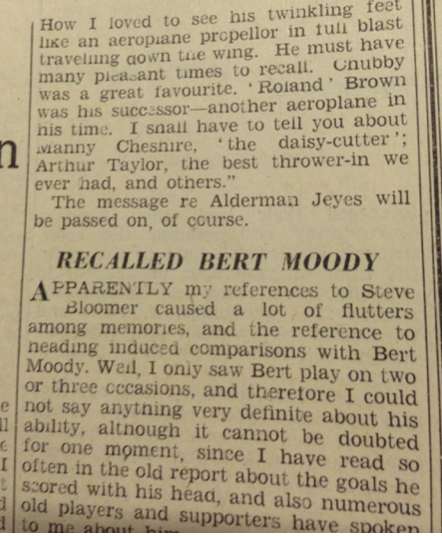 How I loved to see his twinkling feet
like an aeroplane propellor in full blast
travelling down the wing. He must have
many pleasant times to recall. Chubby
was a great favourite. 'Roland' Brown
was his successor—another aeroplane in
his time. I shall have to tell you about
Manny Cheshire, 'the daisy-cutter';
Arthur Taylor, the best thrower-in we
ever had, and others."
The message re Alderman Jeyes will
be passed on, of course.
RECALLED BERT MOODY
APPARENTLY my references to Steve
Bloomer caused a lot of flutters
among memories, and the reference to
heading induced comparisons with Bert
Moody. Well, I only saw Bert play on two
or three occasions, and therefore I could
not say anything very definite about his
ability, although it cannot be doubted
for one moment, since I have read so
often in the old report about the goals he
scored with his head, and also numerous
old players and supporters have spoken
to me about him